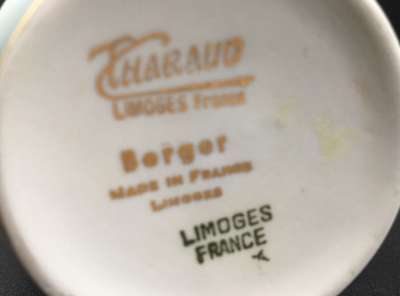 CHARAUD
LIMOGES France
Berger
MADE IN FRANCE
LIMOGES
LIMOGES
FRANCE